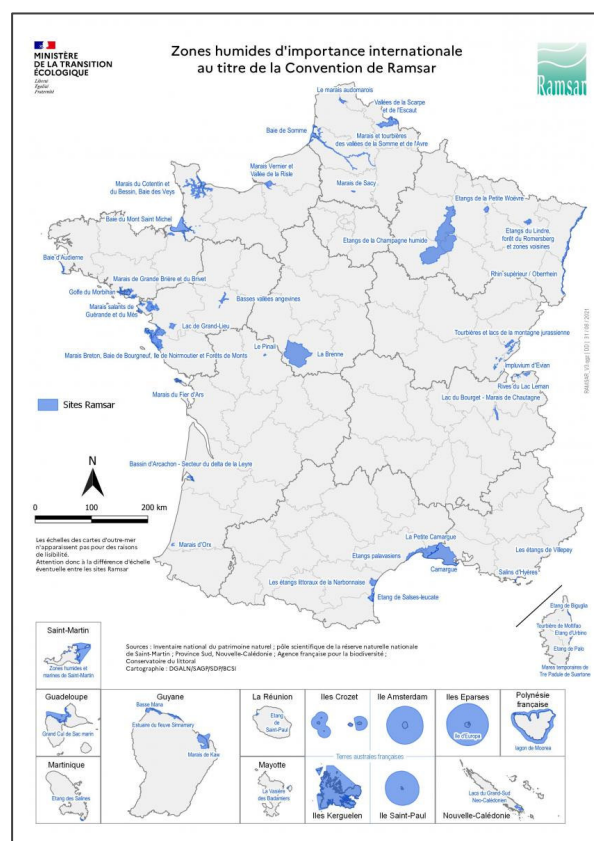 MINISTÈRE
DE LA TRANSITION
ÉCOLOGIQUE
Liberté
Égalité
Fraternité
Zones humides d'importance internationale
au titre de la Convention de Ramsar
Ramsar
Le marais audomarois
Vallées de la Scarpe
et de l'Escaut
Baie de Somme
Marais et tourbières
des vallées de la Somme et de l'Avre
Marais Vernier et
Vallée de la Risle
Marais du Cotentin et du
Bessin, Baie des Veys
Marais de Sacy
Etangs de la Petite Woëvre
Baie du Mont Saint Michel
Etangs du Lindre,
forêt du Romersberg
et zones voisines
Etangs de la Champagne humide
Baie d'Audierne
Rhin supérieur / Oberrhein
Marais de Grande Brière et du Brivet
Golfe du Morbihan
Basses vallées angevines
Marais salants de
Guérande et du Mès
Lac de Grand-Lieu
Tourbières et lacs de la montagne jurassienne
Le Pinail
La Brenne
Marais Breton, Baie de Bourgneuf, Ile de Noirmoutier et Forêts de Monts
Impluvium d'Evian
Rives du Lac Leman
Marais du Fier d'Ars
Lac du Bourget - Marais de Chautagne
Sites Ramsar
N
Bassin d'Arcachon - Secteur du delta de la Leyre
0 100 200 km
Les échelles des cartes d'outre-mer
n'apparaissent pas pour des raisons
de lisibilité.
Attention donc à la différence d'échelle
éventuelle entre les sites Ramsar
Marais d'Orx
La Petite Camargue
Etangs palavasiens
Camargue
Les étangs de Villepey
Salins d'Hyères
Les étangs littoraux de la Narbonnaise
Etang de Salses-leucate
Etang de Biguglia
Tourbière de Moltifao
Etang d'Urbino
Etang de Palo
Mares temporaires de
Tre Padule de Suartone
Saint-Martin
Zones humides et
marines de Saint-Martin
Sources : Inventaire national du patrimoine naturel ; pôle scientifique de la réserve naturelle nationale
de Saint-Martin ; Province Sud, Nouvelle-Calédonie ; Agence française pour la biodiversité ;
Conservatoire du littoral
Cartographie : DGALN/SAGP/SDP/BCSI
Guadeloupe
Grand Cul de Sac marin
Guyane
Basse Mana
Estuaire du fleuve Sinnamary
Marais de Kaw
La Réunion
Etang
de
Saint-Paul
Iles Crozet
Ile Amsterdam
Iles Eparses
Ile d'Europa
Polynésie
française
lagon de Moorea
Terres australes françaises
Martinique
Etang des Salines
Mayotte
La Vasière
des Badamiers
Iles Kerguelen
Ile Saint-Paul
Lacs du Grand-Sud
Neo-Calédonien
Nouvelle-Calédonie